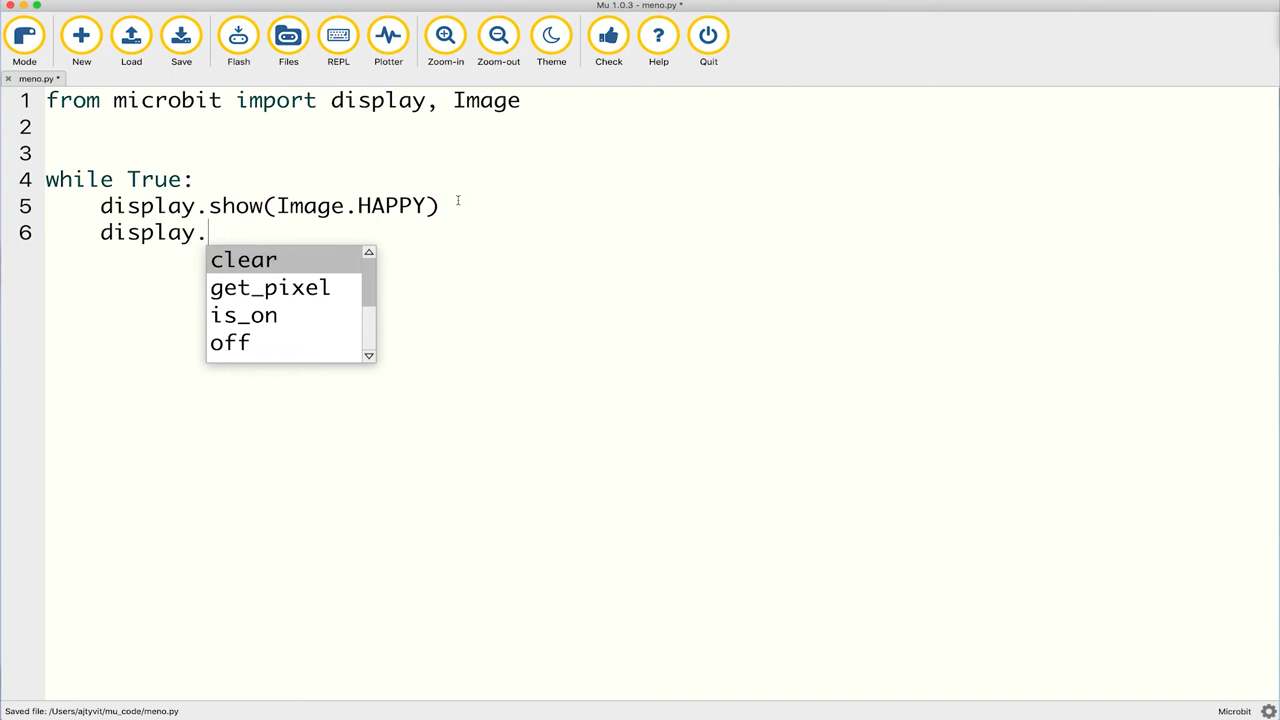 Mu 1.0.3 - meno.py *
Mode New Load Save Flash Files REPL Plotter Zoom-in Zoom-out Theme Check Help Quit
meno.py *
1 from microbit import display, Image
2
3
4 while True:
5 display.show(Image.HAPPY)
6 display.
clear
get_pixel
is_on
off
Saved file: /Users/ajtyvit/mu_code/meno.py
Microbit